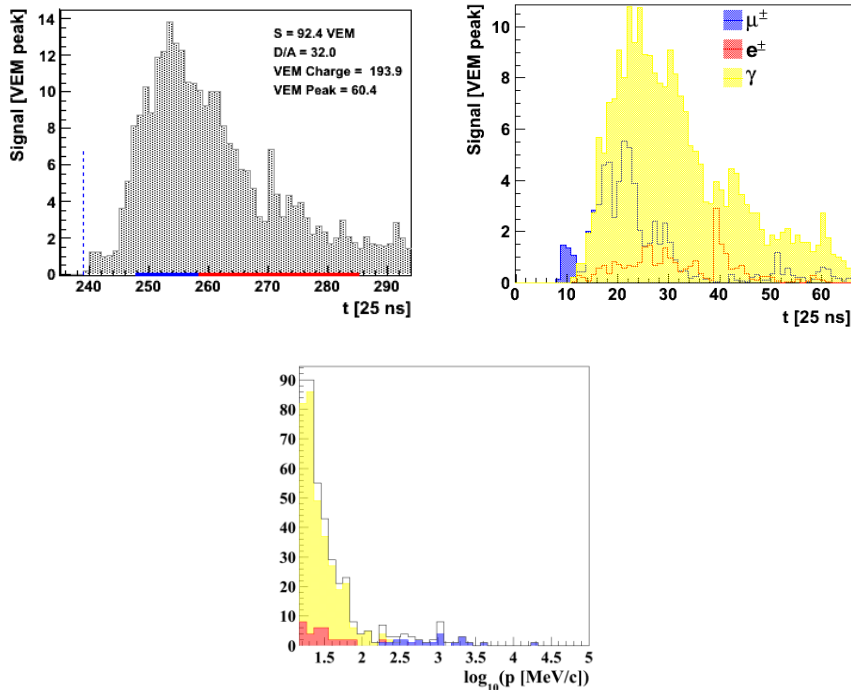 Signal [VEM peak]
14
12
10
8
6
4
2
0
S = 92.4 VEM
D/A = 32.0
VEM Charge = 193.9
VEM Peak = 60.4
240 250 260 270 280 290
t [25 ns]
Signal [VEM peak]
10
8
6
4
2
0
μ±
e±
γ
0 10 20 30 40 50 60
t [25 ns]
90
80
70
60
50
40
30
20
10
0
1.5 2 2.5 3 3.5 4 4.5 5
log10(p [MeV/c])